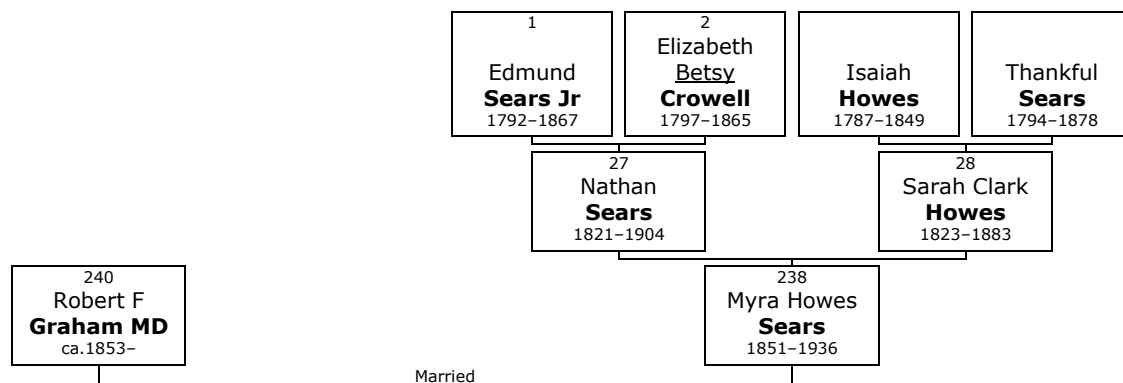 1
Edmund
Sears Jr
1792–1867
2
Elizabeth
Betsy
Crowell
1797–1865
Isaiah
Howes
1787–1849
Thankful
Sears
1794–1878
27
Nathan
Sears
1821–1904
28
Sarah Clark
Howes
1823–1883
240
Robert F
Graham MD
ca.1853–
238
Myra Howes
Sears
1851–1936
Married